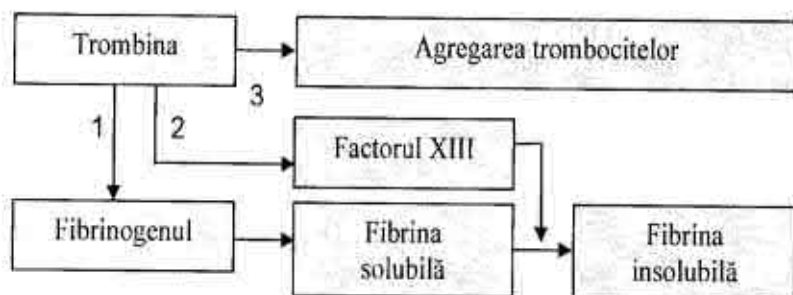 Trombina
Agregarea trombocitelor
3
1
2
Factorul XIII
Fibrinogenul
Fibrina
solubilă
Fibrina
insolubilă